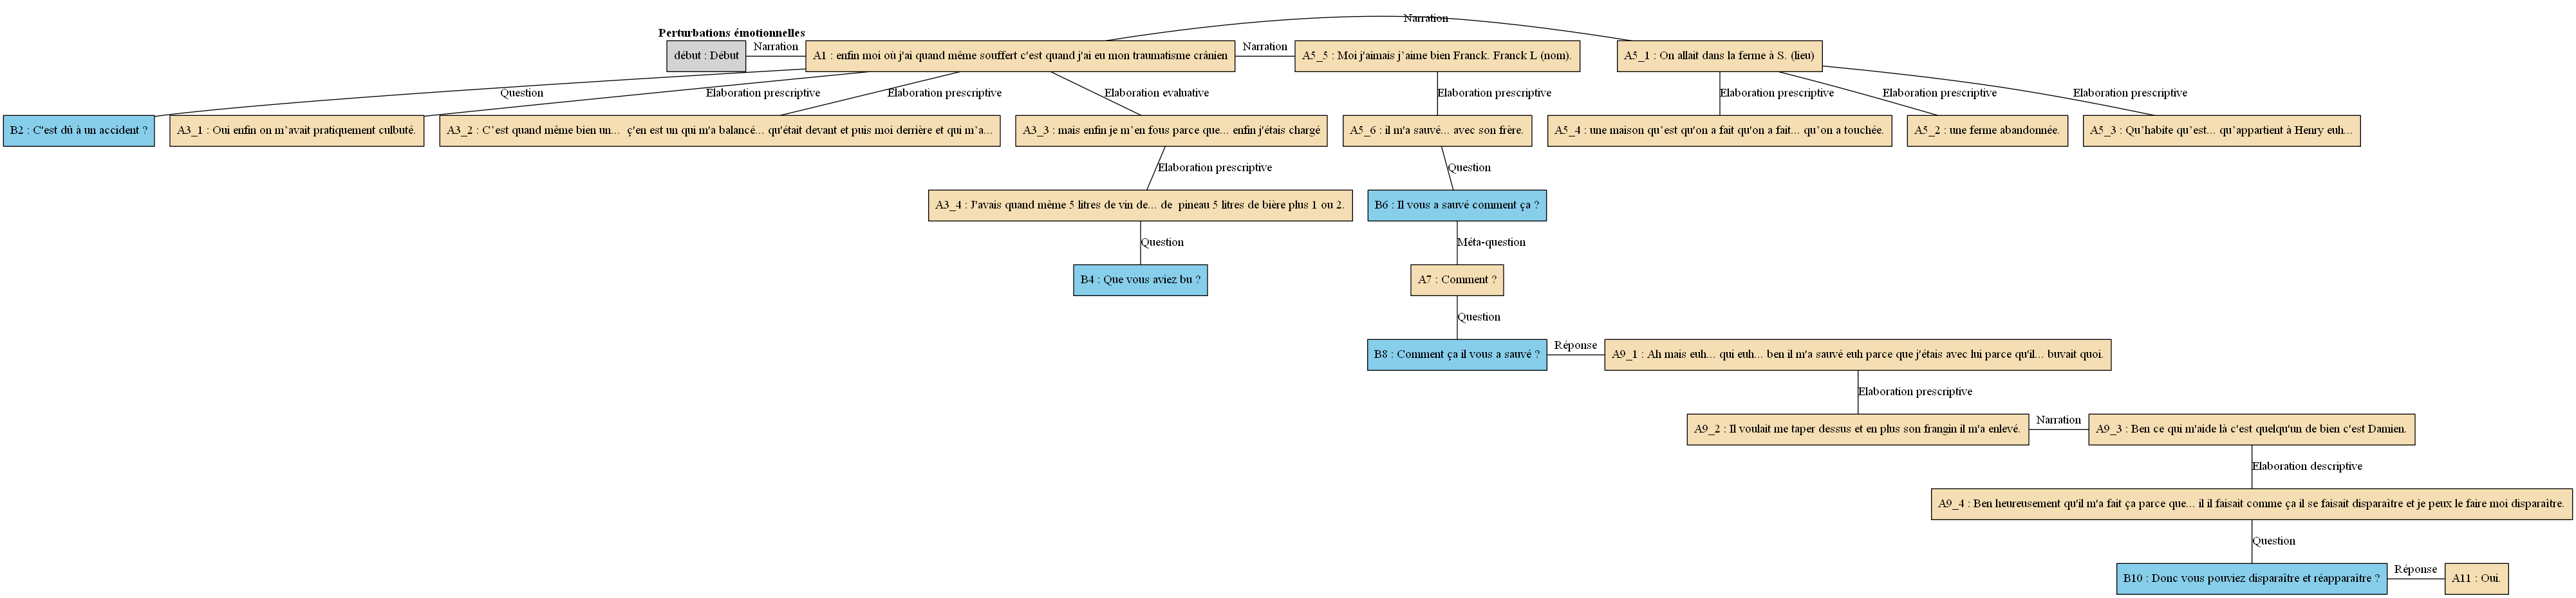 Narration
Perturbations émotionnelles
début : Début
Narration
A1 : enfin moi où j'ai quand même souffert c'est quand j'ai eu mon traumatisme crânien
Narration
A5_5 : Moi j'aimais j’aime bien Franck. Franck L (nom).
A5_1 : On allait dans la ferme à S. (lieu)
Question
Elaboration prescriptive
Elaboration prescriptive
Elaboration evaluative
Elaboration prescriptive
Elaboration prescriptive
Elaboration prescriptive
Elaboration prescriptive
B2 : C'est dû à un accident ?
A3_1 : Oui enfin on m’avait pratiquement culbuté.
A3_2 : C’est quand même bien un...  ç'en est un qui m'a balancé... qu'était devant et puis moi derrière et qui m’a...
A3_3 : mais enfin je m’en fous parce que... enfin j'étais chargé
A5_6 : il m'a sauvé... avec son frère.
A5_4 : une maison qu’est qu'on a fait qu'on a fait... qu’on a touchée.
A5_2 : une ferme abandonnée.
A5_3 : Qu’habite qu’est... qu’appartient à Henry euh...
Elaboration prescriptive
Question
A3_4 : J'avais quand même 5 litres de vin de... de  pineau 5 litres de bière plus 1 ou 2.
B6 : Il vous a sauvé comment ça ?
Question
Méta-question
B4 : Que vous aviez bu ?
A7 : Comment ?
Question
B8 : Comment ça il vous a sauvé ?
Réponse
A9_1 : Ah mais euh... qui euh... ben il m'a sauvé euh parce que j'étais avec lui parce qu'il... buvait quoi.
Elaboration prescriptive
A9_2 : Il voulait me taper dessus et en plus son frangin il m'a enlevé.
Narration
A9_3 : Ben ce qui m'aide là c'est quelqu'un de bien c'est Damien.
Elaboration descriptive
A9_4 : Ben heureusement qu'il m'a fait ça parce que... il il faisait comme ça il se faisait disparaître et je peux le faire moi disparaître.
Question
B10 : Donc vous pouviez disparaître et réapparaître ?
Réponse
A11 : Oui.